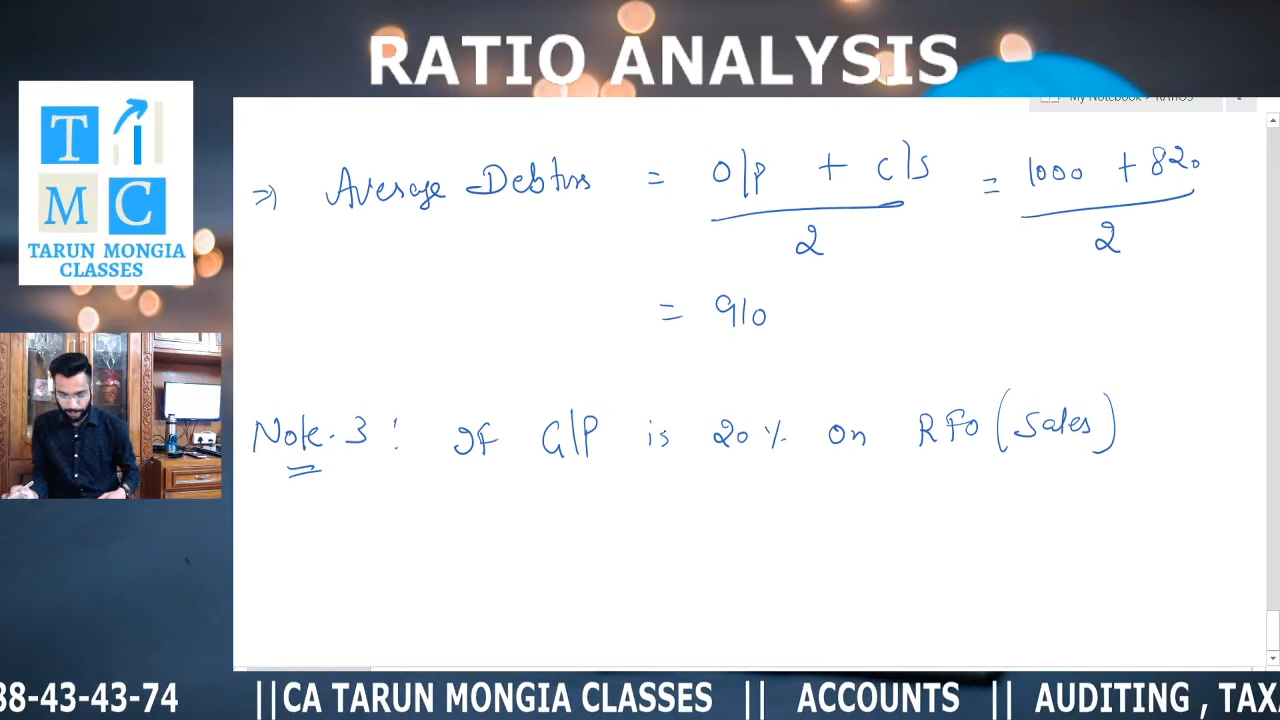 RATIO ANALYSIS
T
M C
TARUN MONGIA
CLASSES
=> Average Debtors = O/P + C/S / 2 = 1000 + 820 / 2
= 910
Note.3 : If G/P is 20% on RFO (Sales)
38-43-43-74 ||CA TARUN MONGIA CLASSES || ACCOUNTS || AUDITING , TAX